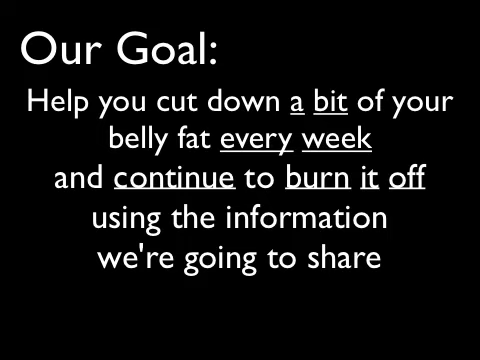 Our Goal:
Help you cut down a bit of your
belly fat every week
and continue to burn it off
using the information
we're going to share